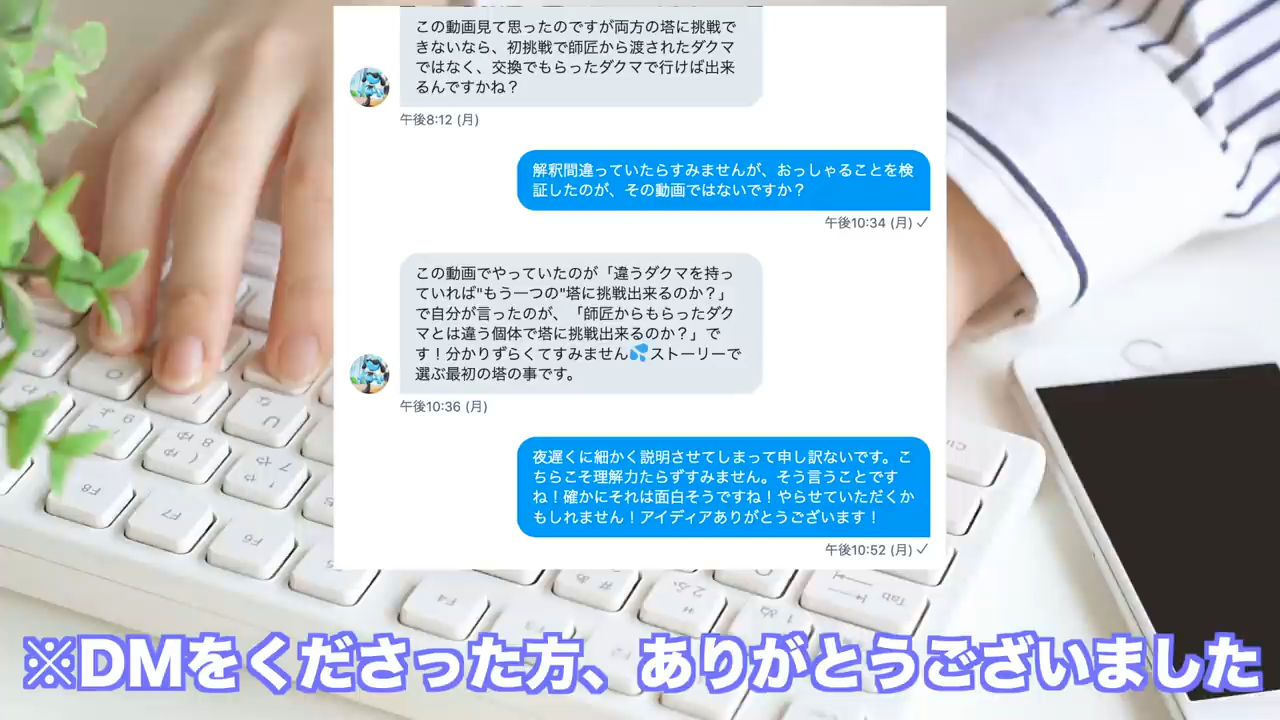 この動画見て思ったのですが両方の塔に挑戦で
きないなら、初挑戦で師匠から渡されたダクマ
ではなく、交換でもらったダクマで行けば出来
るんですかね？
午後8:12 (月)
解釈間違っていたらすみませんが、おっしゃることを検
証したのが、その動画ではないですか？
午後10:34 (月) ✓
この動画でやっていたのが「違うダクマを持っ
ていれば"もう一つの"塔に挑戦出来るのか？」
で自分が言ったのが、「師匠からもらったダク
マとは違う個体で塔に挑戦出来るのか？」で
す！分かりずらくてすみません💦ストーリーで
選ぶ最初の塔の事です。
午後10:36 (月)
夜遅くに細かく説明させてしまって申し訳ないです。こ
ちらこそ理解力たらずすみません。そう言うことです
ね！確かにそれは面白そうですね！やらせていただくか
もしれません！アイディアありがとうございます！
午後10:52 (月) ✓
F8
F7
F6
F4
Tab
※DMをくださった方、ありがとうございました